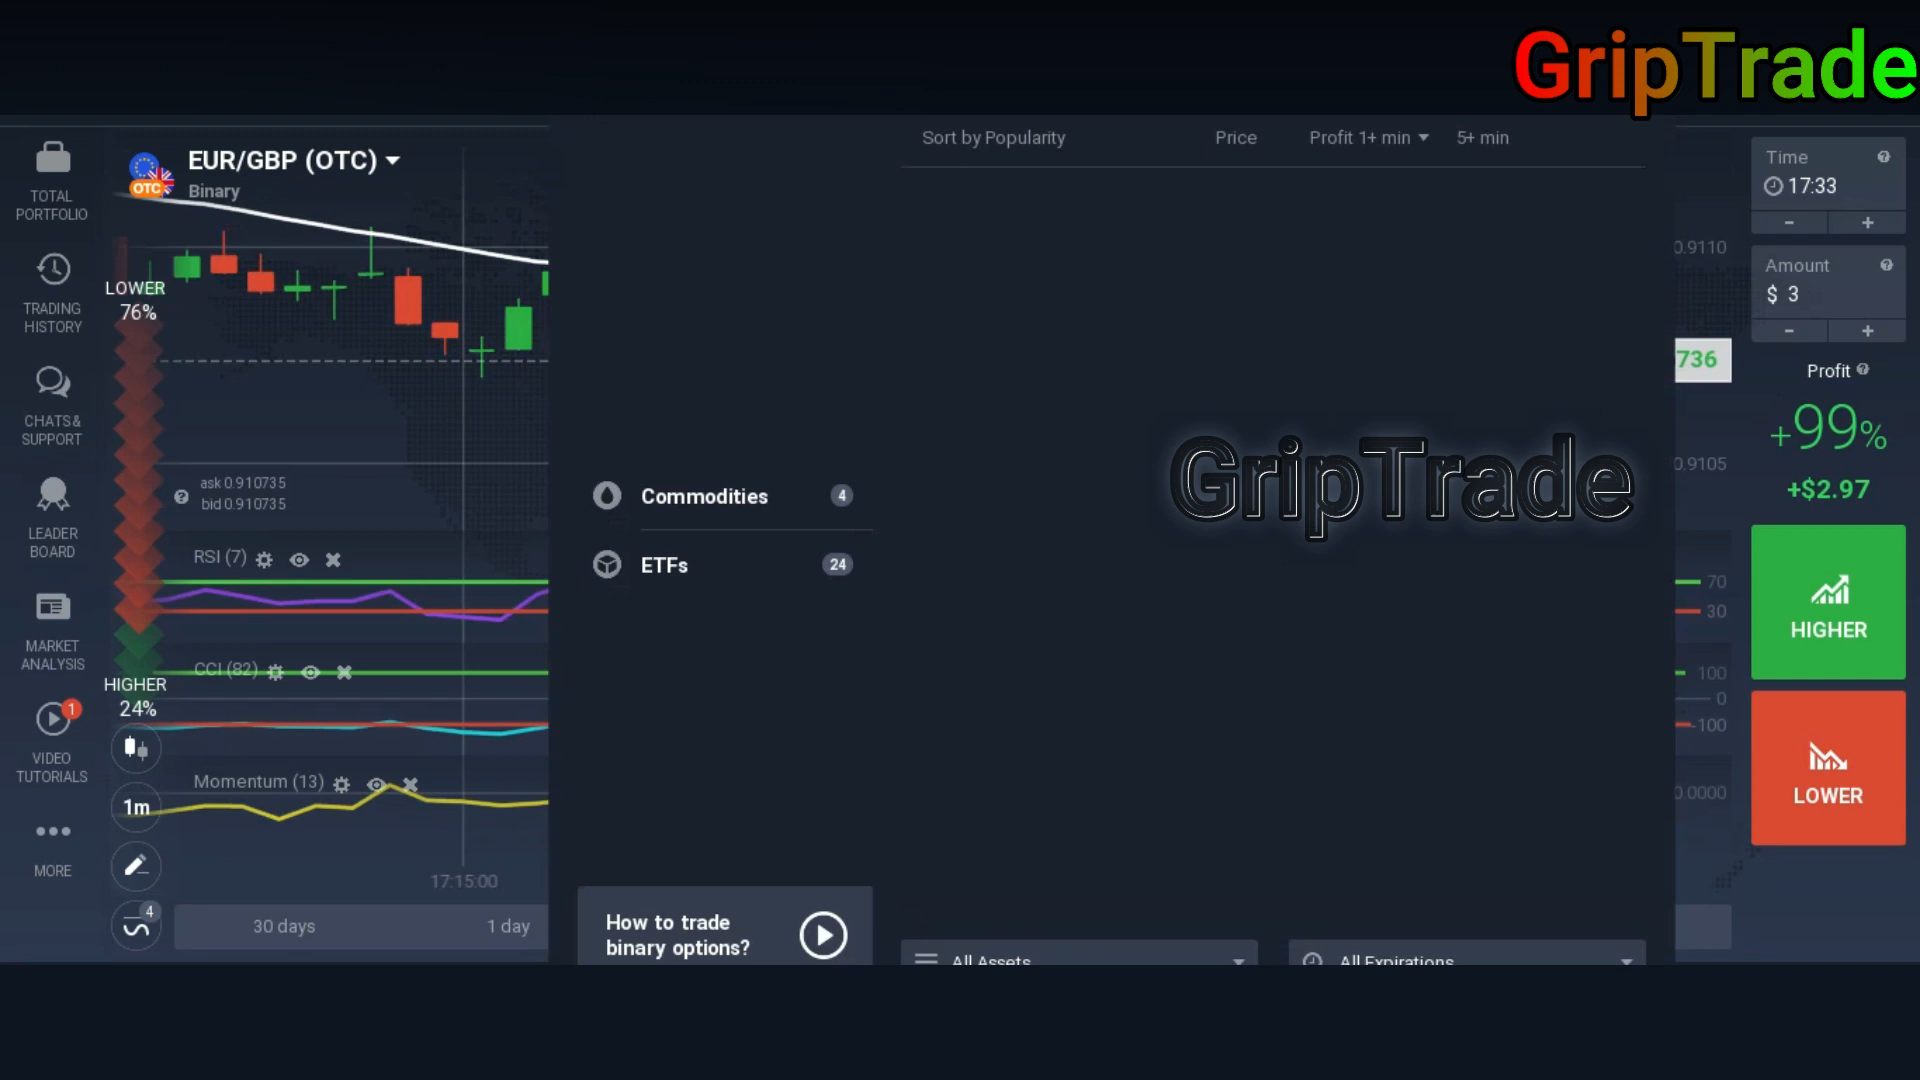 GripTrade
TOTAL
PORTFOLIO
TRADING
HISTORY
CHATS &
SUPPORT
LEADER
BOARD
MARKET
ANALYSIS
1
VIDEO
TUTORIALS
MORE
OTC
EUR/GBP (OTC)
Binary
LOWER
76%
ask 0.910735
bid 0.910735
RSI (7)
CCI (82)
HIGHER
24%
Momentum (13)
1m
17:15:00
4
30 days 1 day
Sort by Popularity Price Profit 1+ min 5+ min
Commodities 4
ETFs 24
GripTrade
How to trade
binary options?
All Assets All Expirations
0.9110
736
0.9105
70
30
100
0
-100
0.0000
Time
17:33
- +
Amount
$ 3
- +
Profit
+99%
+$2.97
HIGHER
LOWER